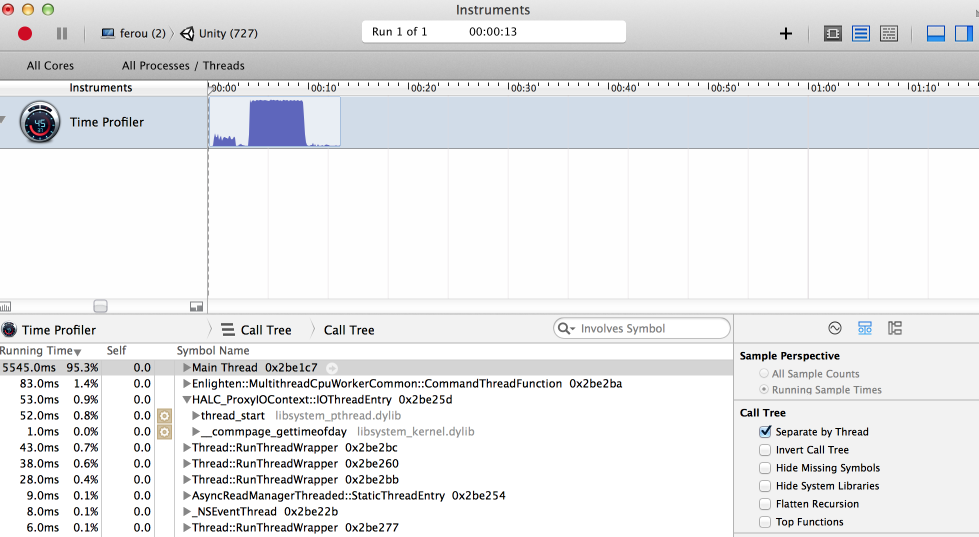 Instruments
ferou (2) Unity (727)
Run 1 of 1 00:00:13
All Cores All Processes / Threads
Instruments 00:00 00:10 00:20 00:30 00:40 00:50 01:00 01:10
Time Profiler
Time Profiler Call Tree Call Tree Involves Symbol
Running Time Self Symbol Name
5545.0ms 95.3% 0.0 Main Thread 0x2be1c7
83.0ms 1.4% 0.0 Enlighten::MultithreadCpuWorkerCommon::CommandThreadFunction 0x2be2ba
53.0ms 0.9% 0.0 HALC_ProxyIOContext::IOThreadEntry 0x2be25d
52.0ms 0.8% 0.0 thread_start libsystem_pthread.dylib
1.0ms 0.0% 0.0 __commpage_gettimeofday libsystem_kernel.dylib
43.0ms 0.7% 0.0 Thread::RunThreadWrapper 0x2be2bc
38.0ms 0.6% 0.0 Thread::RunThreadWrapper 0x2be260
28.0ms 0.4% 0.0 Thread::RunThreadWrapper 0x2be2bb
9.0ms 0.1% 0.0 AsyncReadManagerThreaded::StaticThreadEntry 0x2be254
8.0ms 0.1% 0.0 _NSEventThread 0x2be22b
6.0ms 0.1% 0.0 Thread::RunThreadWrapper 0x2be277
Sample Perspective
All Sample Counts
Running Sample Times
Call Tree
Separate by Thread
Invert Call Tree
Hide Missing Symbols
Hide System Libraries
Flatten Recursion
Top Functions